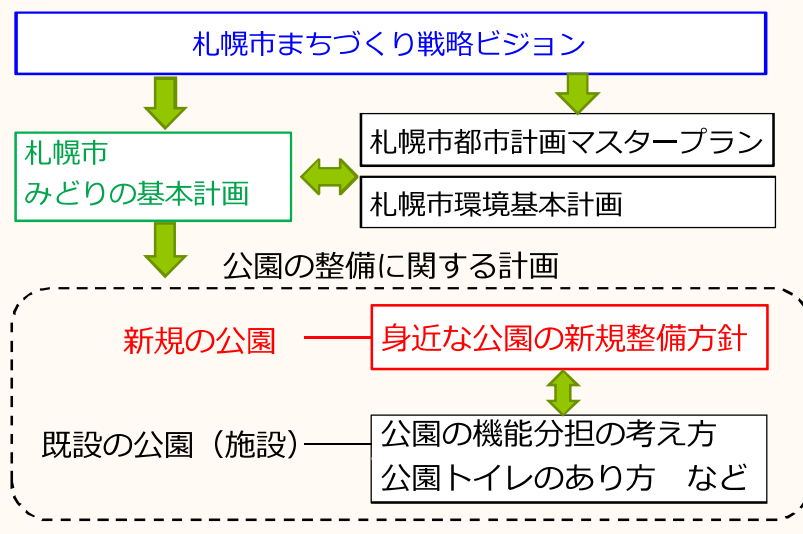 札幌市まちづくり戦略ビジョン
札幌市
みどりの基本計画
札幌市都市計画マスタープラン
札幌市環境基本計画
公園の整備に関する計画
新規の公園
身近な公園の新規整備方針
既設の公園（施設）
公園の機能分担の考え方
公園トイレのあり方　など